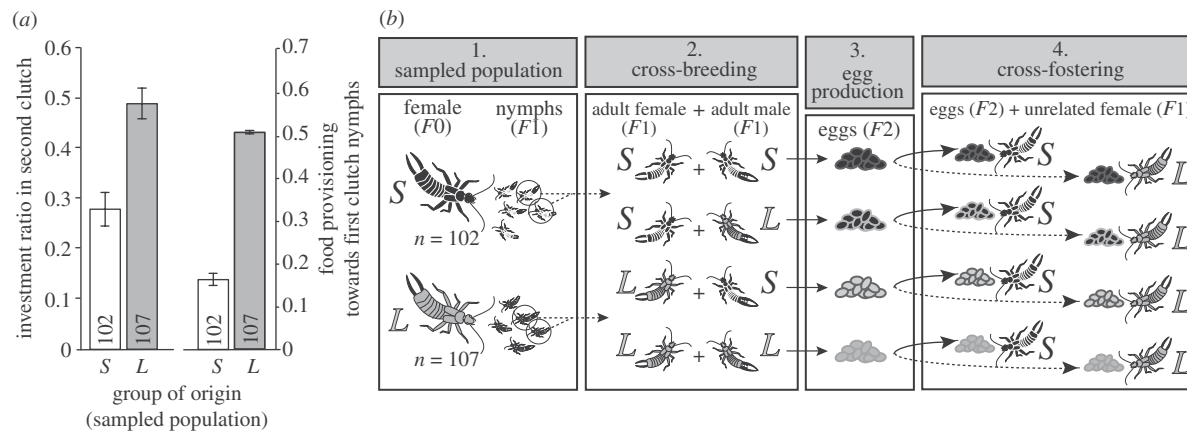 (a)
investment ratio in second clutch
0.6
0.5
0.4
0.3
0.2
0.1
0
102
107
102
107
S L S L
group of origin
(sampled population)
0.7
0.6
0.5
0.4
0.3
0.2
0.1
0
food provisioning
towards first clutch nymphs
(b)
1.
sampled population
female
(F0)
nymphs
(F1)
S
n = 102
L
n = 107
2.
cross-breeding
adult female + adult male
(F1) (F1)
S + S
S + L
L + S
L + L
3.
egg
production
eggs (F2)
4.
cross-fostering
eggs (F2) + unrelated female (F1)
S
L
S
L
S
L
S
L